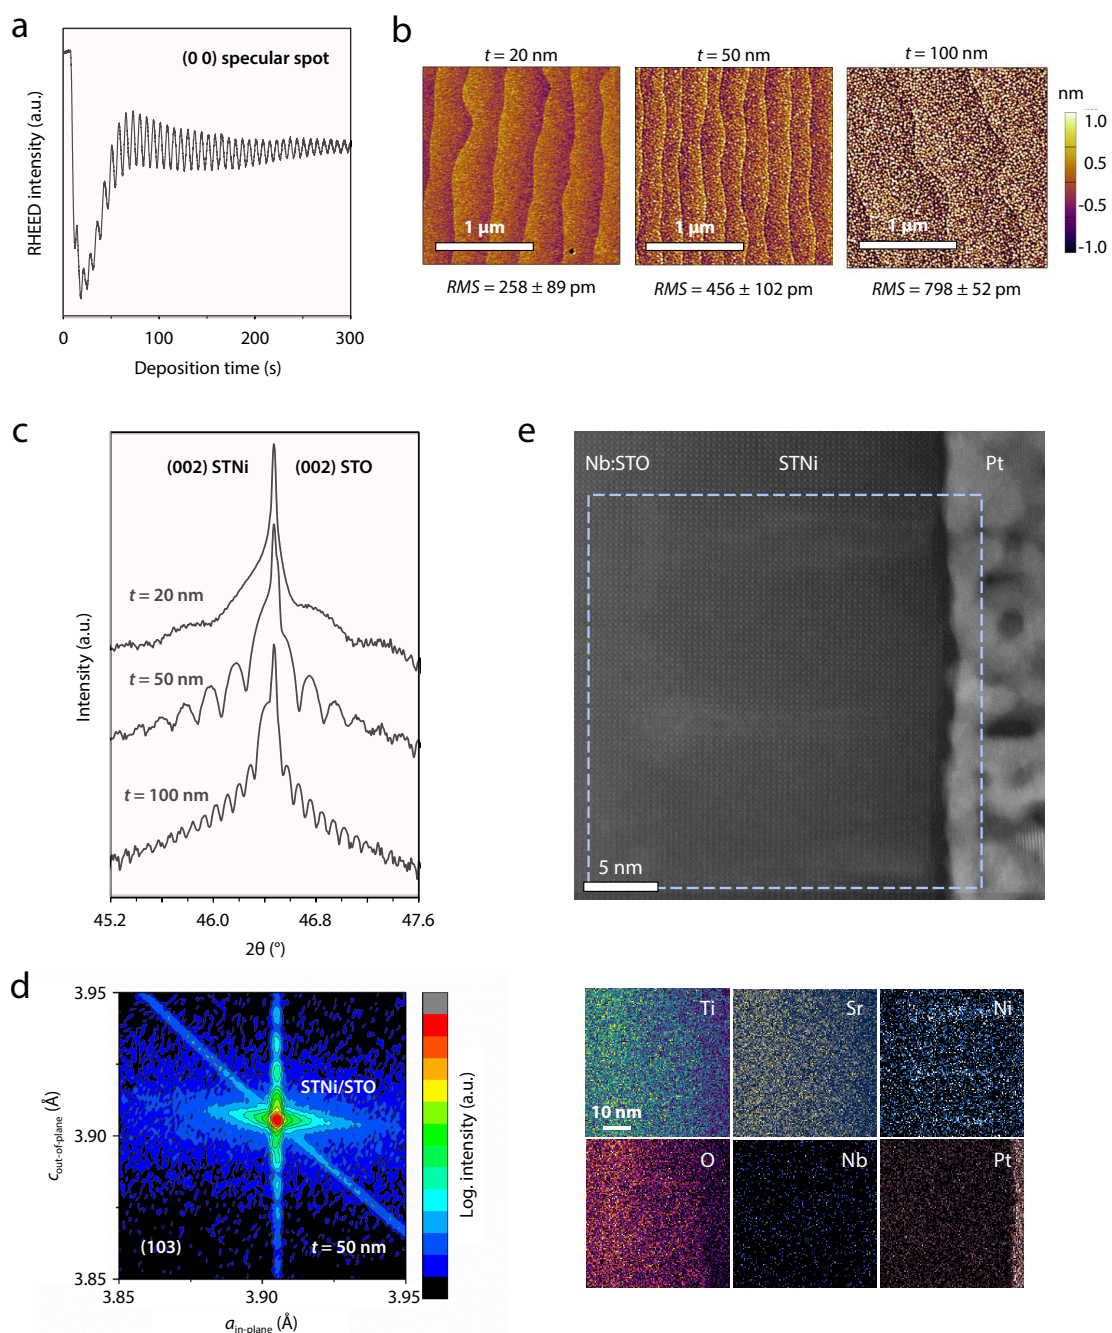 a
(0 0) specular spot
RHEED intensity (a.u.)
0 100 200 300
Deposition time (s)
b
t = 20 nm t = 50 nm t = 100 nm
nm
1.0
0.5
-0.5
-1.0
1 µm 1 µm 1 µm
RMS = 258 ± 89 pm RMS = 456 ± 102 pm RMS = 798 ± 52 pm
c
(002) STNi (002) STO
t = 20 nm
t = 50 nm
t = 100 nm
Intensity (a.u.)
45.2 46.0 46.8 47.6
2θ (°)
e
Nb:STO STNi Pt
5 nm
d
3.95
3.90
3.85
c out-of-plane (Å)
STNi/STO
(103) t = 50 nm
3.85 3.90 3.95
a in-plane (Å)
Log. intensity (a.u.)
Ti Sr Ni
10 nm
O Nb Pt